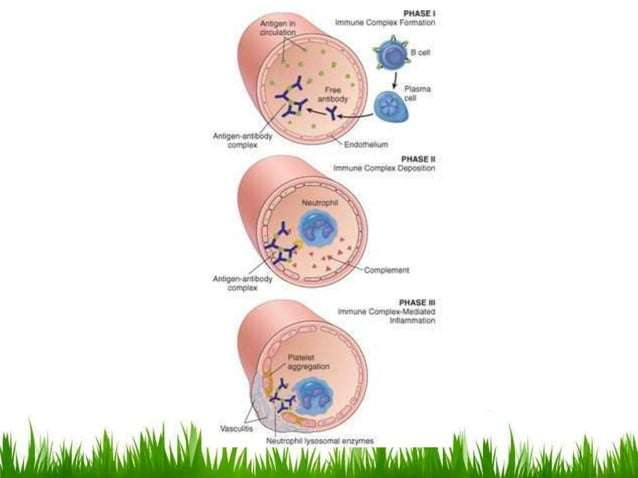 PHASE I
Immune Complex Formation
Antigen in
circulation
B cell
Plasma
cell
Free
antibody
Antigen-antibody
complex
Endothelium
PHASE II
Immune Complex Deposition
Neutrophil
Complement
Antigen-antibody
complex
PHASE III
Immune Complex-Mediated
Inflammation
Platelet
aggregation
Vasculitis
Neutrophil lysosomal enzymes